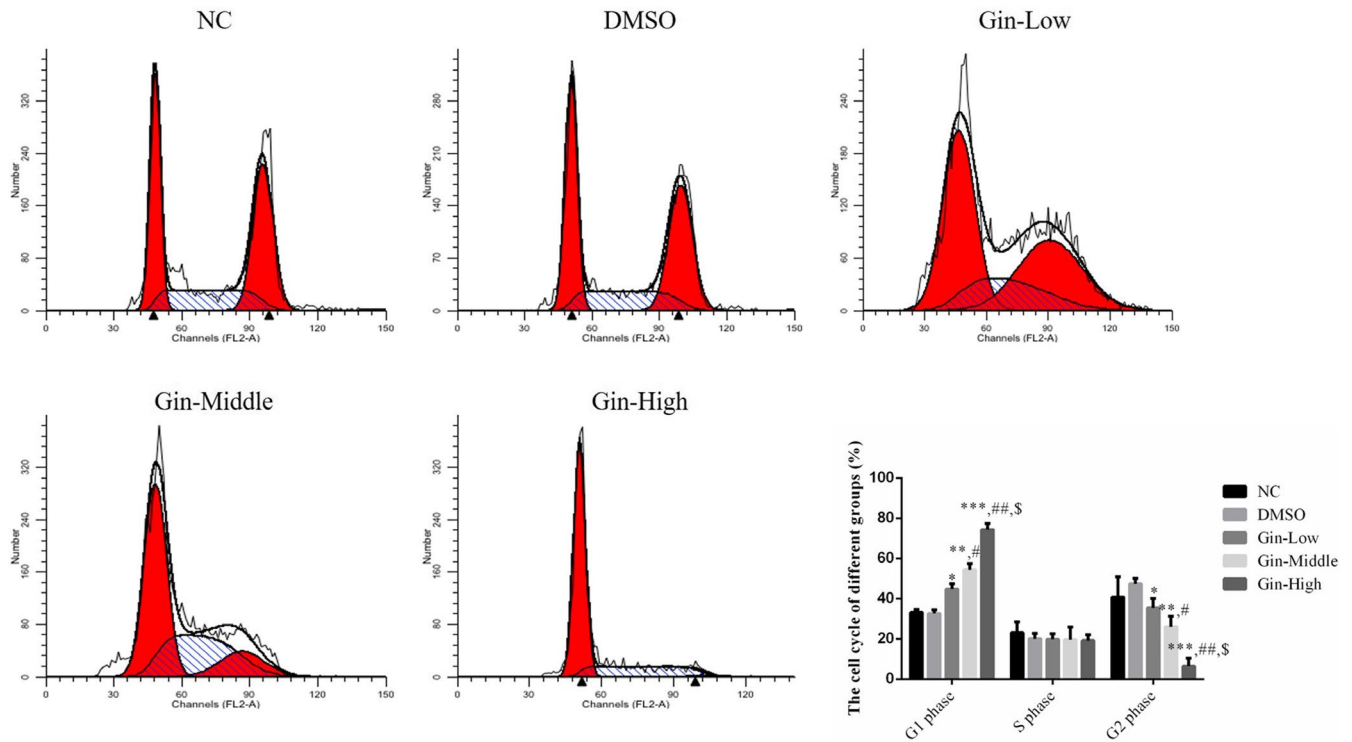 NC
DMSO
Gin-Low
Number
320
240
160
80
0
0 30 60 90 120 150
Channels (FL2-A)
Number
280
210
140
70
0
0 30 60 90 120 150
Channels (FL2-A)
Number
240
180
120
60
0
30 60 90 120 150
Channels (FL2-A)
Gin-Middle
Gin-High
Number
320
240
160
80
0
0 30 60 90 120 150
Channels (FL2-A)
Number
320
240
160
80
0
0 30 60 90 120
Channels (FL2-A)
The cell cycle of different groups (%)
100
80
60
40
20
0
***,##,$
**,#
*
*
**,#
***,##,$
G1 phase
S phase
G2 phase
NC
DMSO
Gin-Low
Gin-Middle
Gin-High